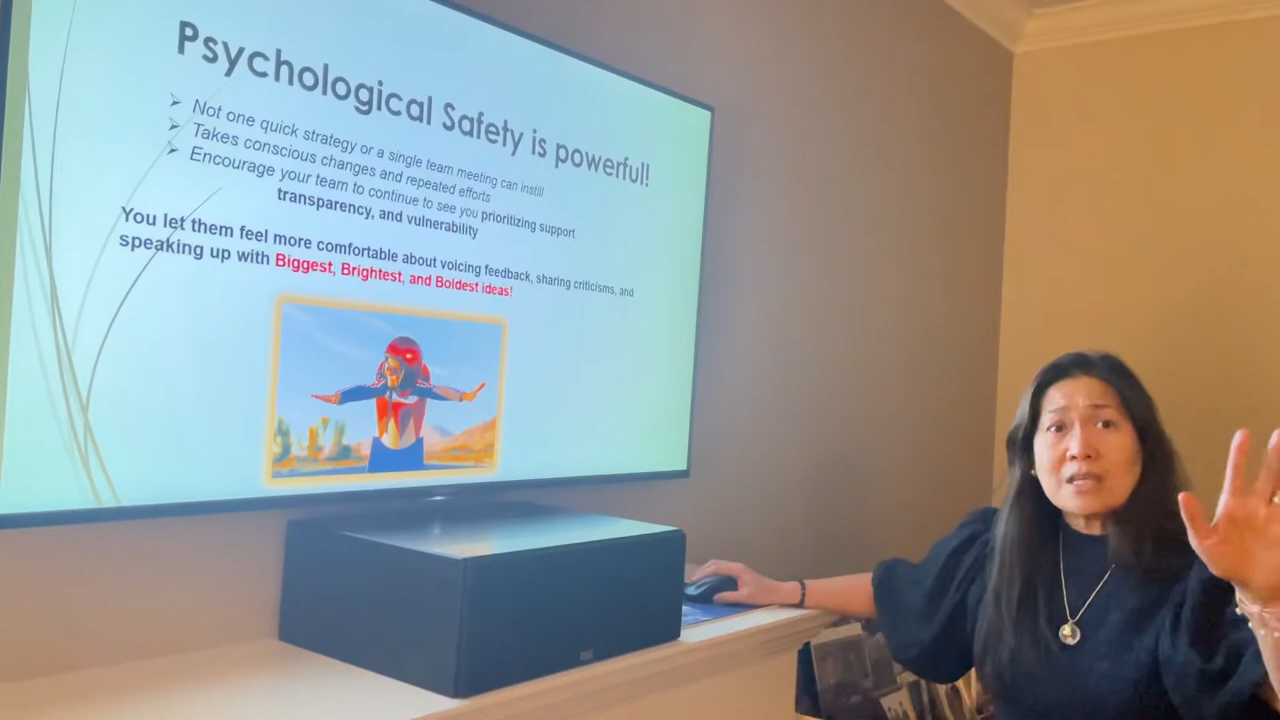 Psychological Safety is powerful!
Not one quick strategy or a single team meeting can instill
Takes conscious changes and repeated efforts
Encourage your team to continue to see you prioritizing support
transparency, and vulnerability
You let them feel more comfortable about voicing feedback, sharing criticisms, and
speaking up with Biggest, Brightest, and Boldest ideas!